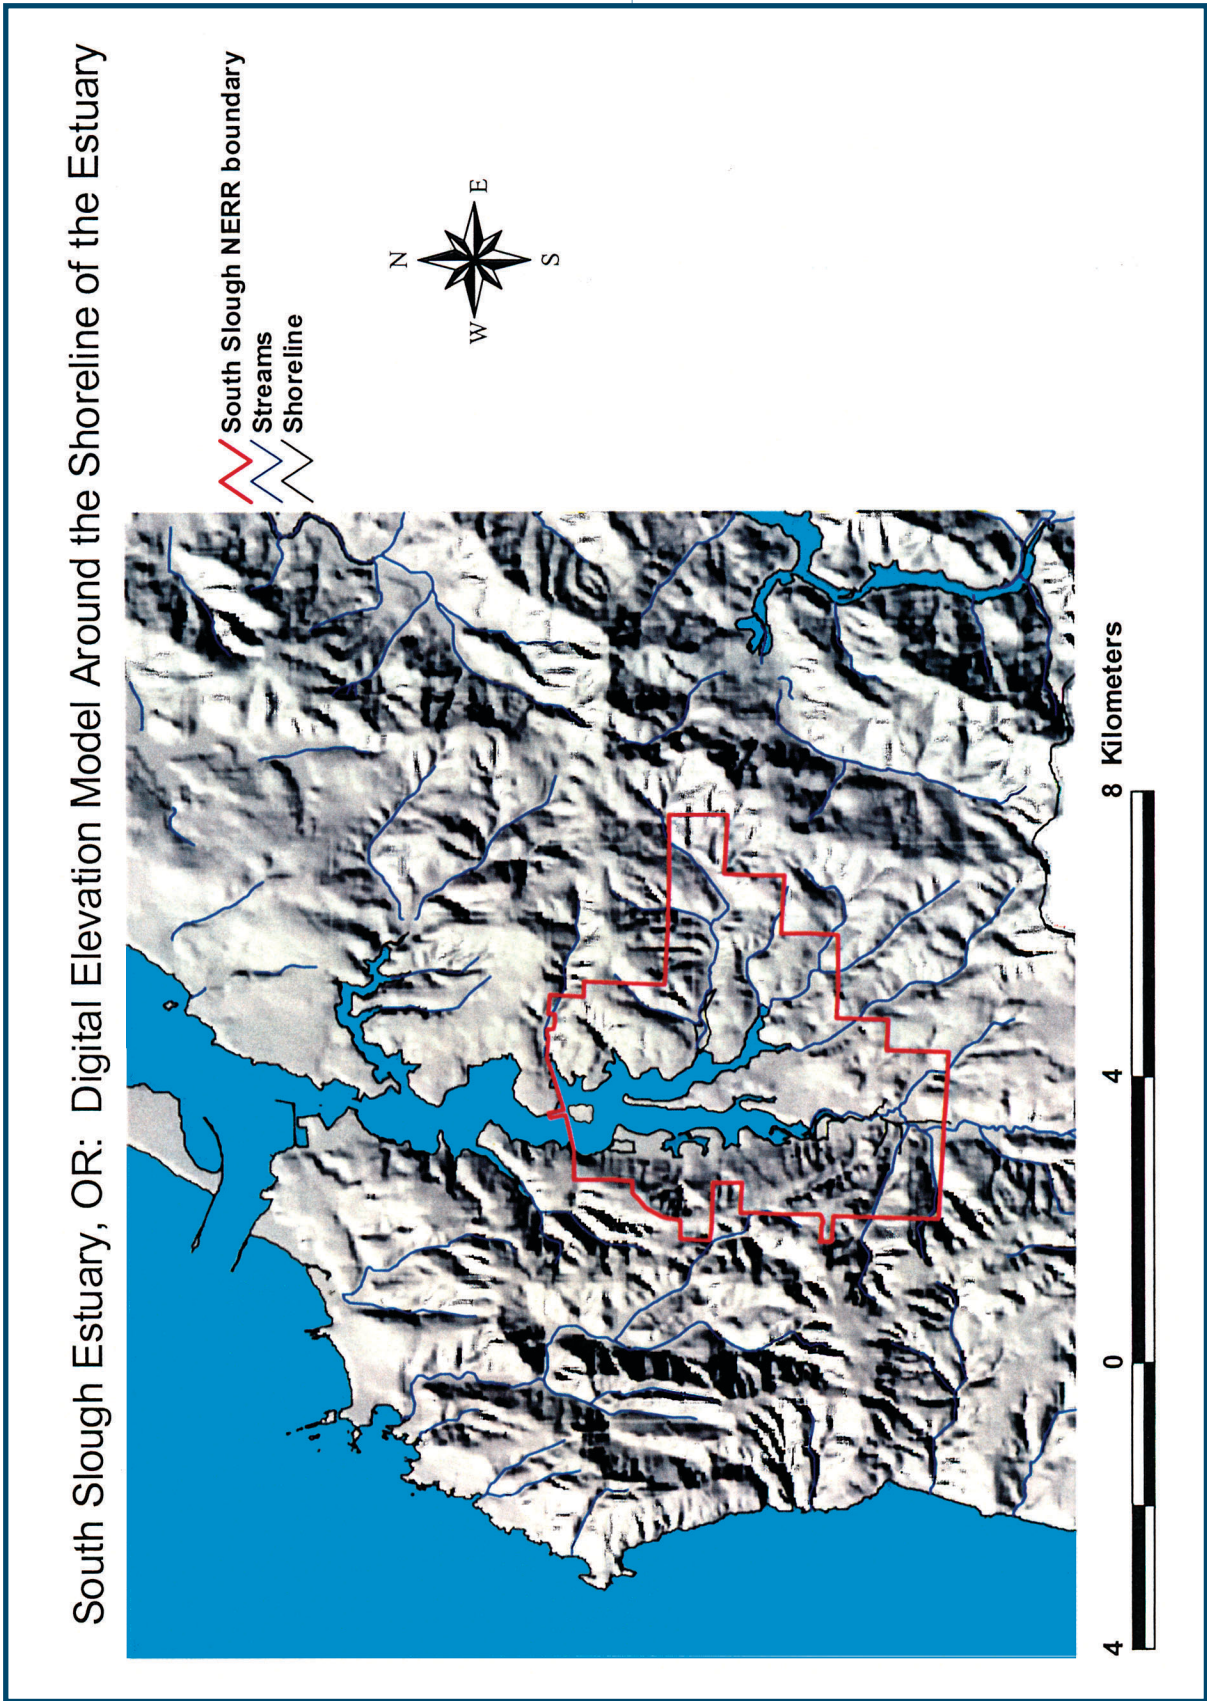 South Slough Estuary, OR: Digital Elevation Model Around the Shoreline of the Estuary
South Slough NERR boundary
Streams
Shoreline
N
W
E
S
4
0
4
8
Kilometers